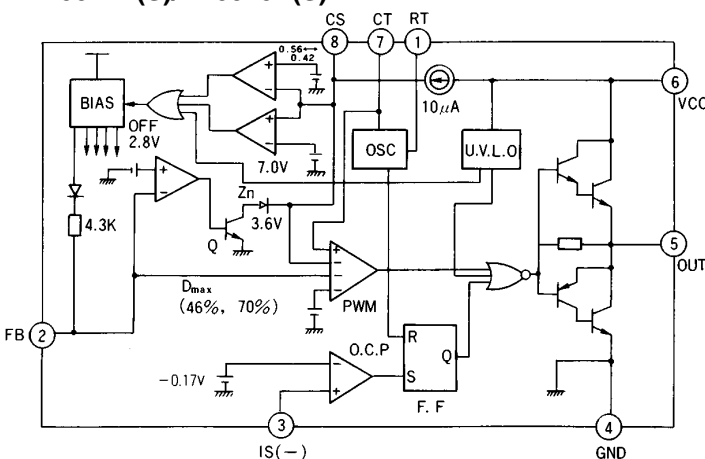 CS CT RT
8 7 1
0.56↔
0.42
+
−
6
VCC
10μA
BIAS
OFF
2.8V
+
−
7.0V
OSC
U.V.L.O
+
−
Zn
3.6V
4.3K
Q
5
OUT
+
−
−
−
PWM
Dmax
(46%, 70%)
FB 2
O.C.P
R
Q
S
F. F
−0.17V
−
+
3
IS(−)
4
GND